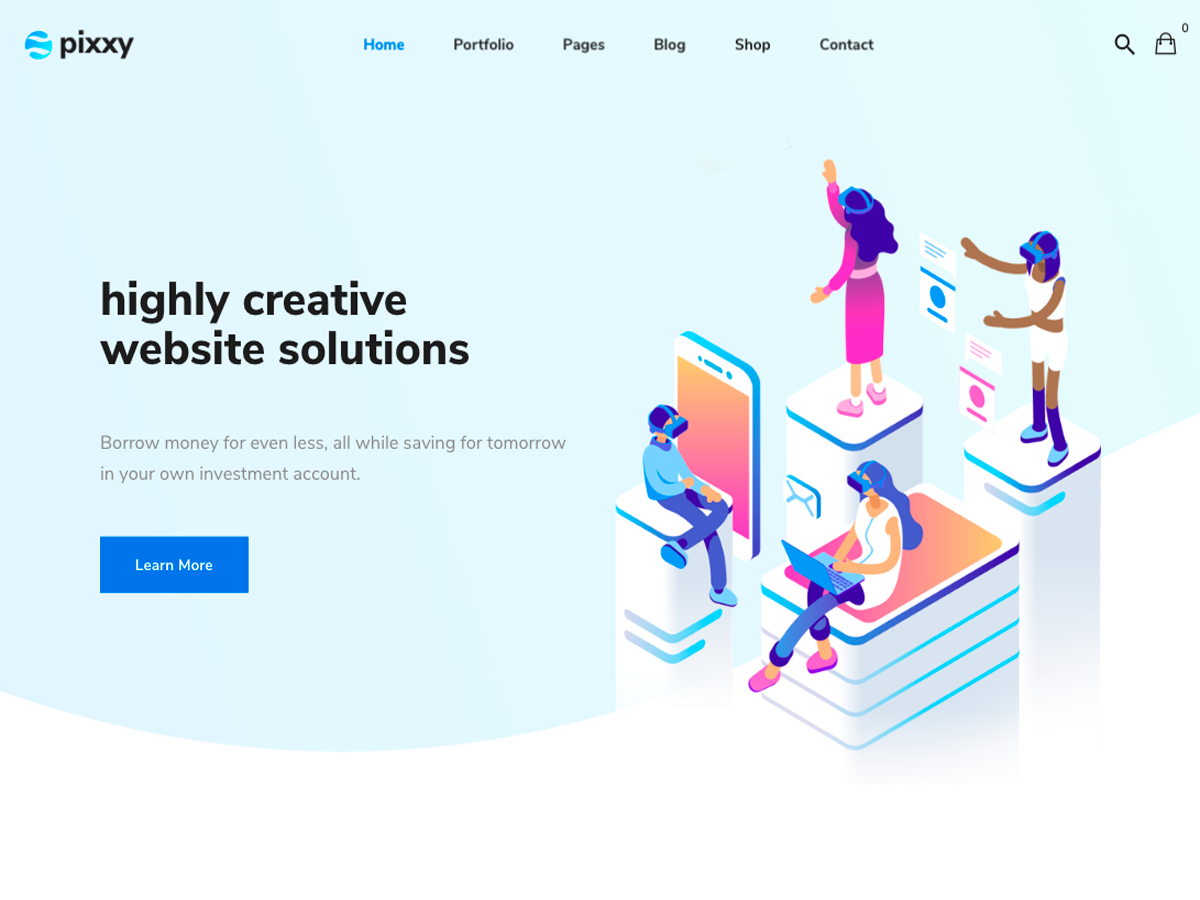 pixxy
Home Portfolio Pages Blog Shop Contact
0
highly creative
website solutions
Borrow money for even less, all while saving for tomorrow
in your own investment account.
Learn More